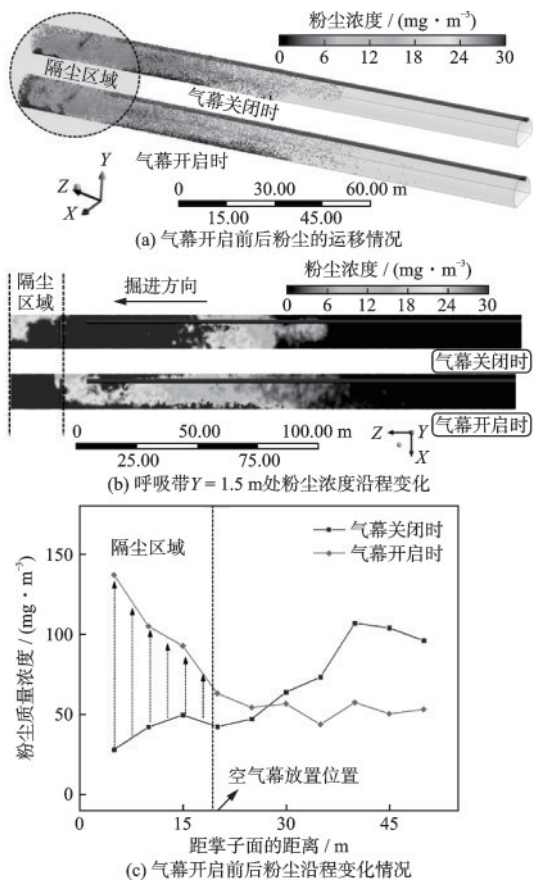 粉尘浓度 / (mg · m⁻³)
0 6 12 18 30
隔尘区域
气幕关闭时
气幕开启时
Y
Z
X
0 30.00 60.00 m
15.00 45.00
(a) 气幕开启前后粉尘的运移情况
隔尘
区域
掘进方向
粉尘浓度 / (mg · m⁻³)
0 6 12 18 30
气幕关闭时
气幕开启时
0 50.00 100.00 m
25.00 75.00
Z Y
X
(b) 呼吸带Y = 1.5 m处粉尘浓度沿程变化
粉尘质量浓度 / (mg · m⁻³)
150
100
50
0
隔尘区域
气幕关闭时
气幕开启时
空气幕放置位置
0 15 30 45
距掌子面的距离 / m
(c) 气幕开启前后粉尘沿程变化情况